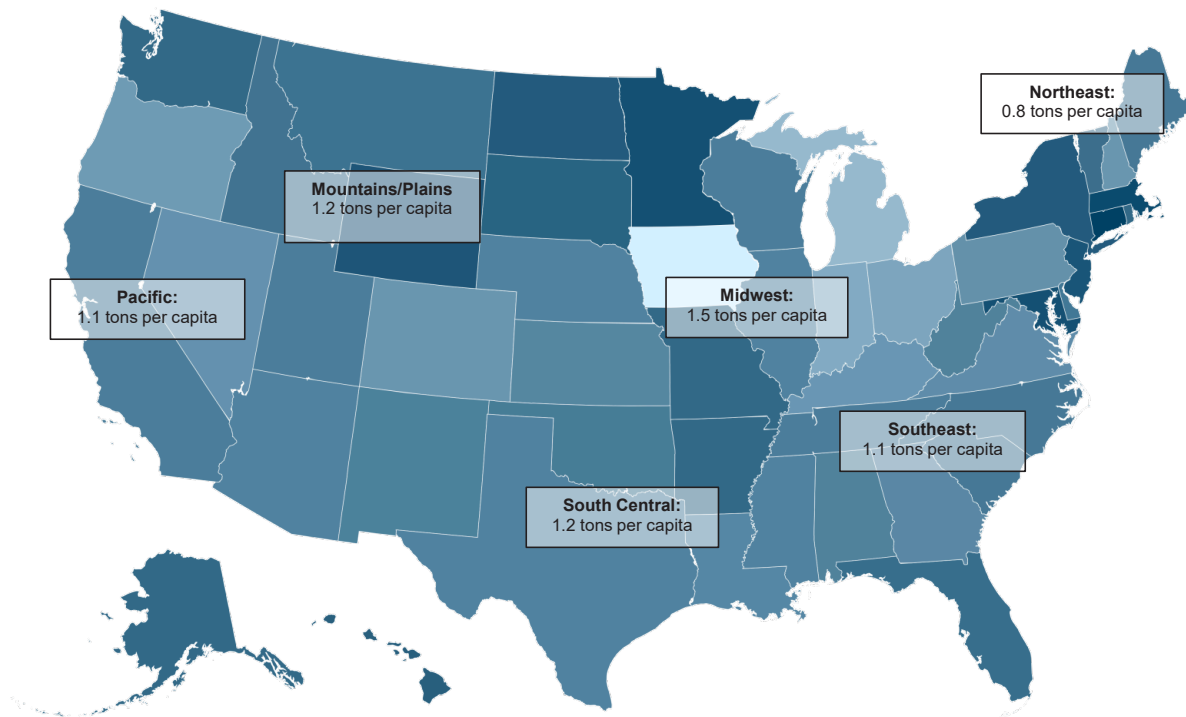 Northeast:
0.8 tons per capita
Mountains/Plains
1.2 tons per capita
Pacific:
1.1 tons per capita
Midwest:
1.5 tons per capita
Southeast:
1.1 tons per capita
South Central:
1.2 tons per capita